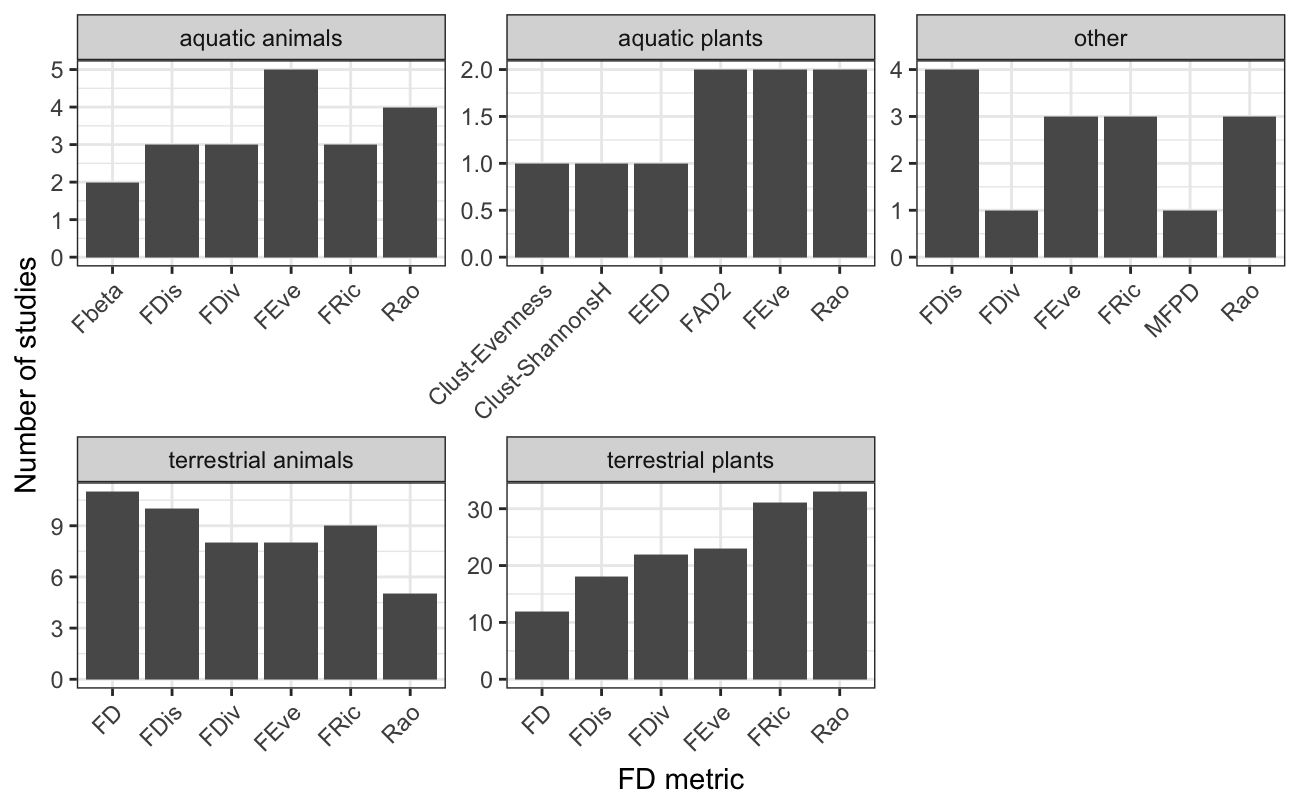 aquatic animals
aquatic plants
other
5
4
3
2
1
0
2.0
1.5
1.0
0.5
0.0
4
3
2
1
0
Fbeta
FDis
FDiv
FEve
FRic
Rao
Clust-Evenness
Clust-ShannonsH
EED
FAD2
FEve
Rao
FDis
FDiv
FEve
FRic
MFPD
Rao
Number of studies
terrestrial animals
terrestrial plants
9
6
3
0
30
20
10
0
FD
FDis
FDiv
FEve
FRic
Rao
FD
FDis
FDiv
FEve
FRic
Rao
FD metric